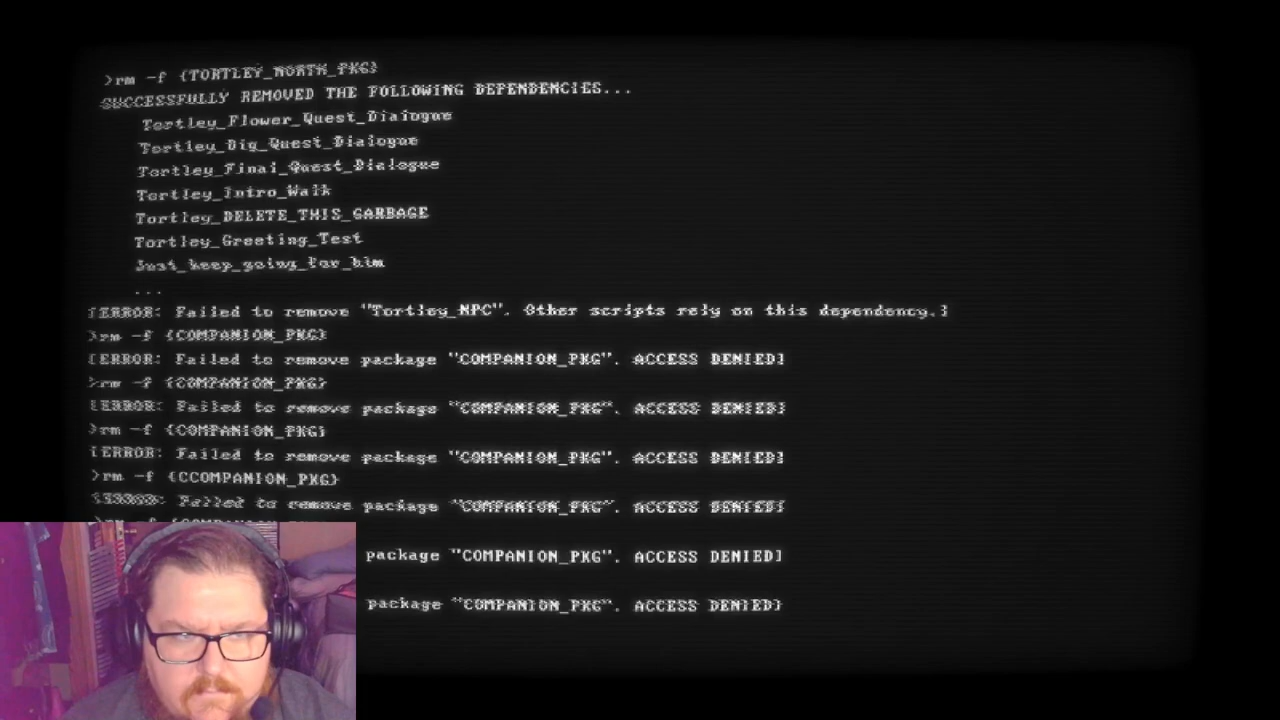 >rm -f {TORTLEY_NORTH_PKG}
SUCCESSFULLY REMOVED THE FOLLOWING DEPENDENCIES...
Tortley_Flower_Quest_Dialogue
Tortley_Dig_Quest_Dialogue
Tortley_Final_Quest_Dialogue
Tortley_Intro_Walk
Tortley_DELETE_THIS_GARBAGE
Tortley_Greeting_Test
Just_keep_going_for_him
...
[ERROR: Failed to remove "Tortley_NPC". Other scripts rely on this dependency.]
>rm -f {COMPANION_PKG}
[ERROR: Failed to remove package "COMPANION_PKG". ACCESS DENIED]
>rm -f {COMPANION_PKG}
[ERROR: Failed to remove package "COMPANION_PKG". ACCESS DENIED]
>rm -f {COMPANION_PKG}
[ERROR: Failed to remove package "COMPANION_PKG". ACCESS DENIED]
>rm -f {CCOMPANION_PKG}
[ERROR: Failed to remove package "COMPANION_PKG". ACCESS DENIED]
package "COMPANION_PKG". ACCESS DENIED]
package "COMPANION_PKG". ACCESS DENIED]